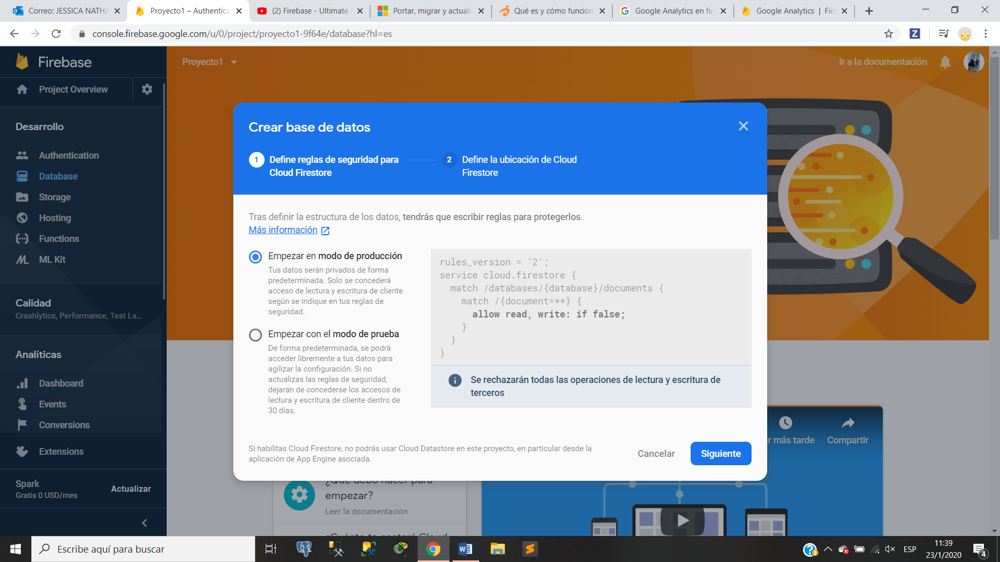 Correo: JESSICA NATHA
Proyecto1 – Authentica
(2) Firebase - Ultimate
Portar, migrar y actualiz
Qué es y cómo funcion
Google Analytics en fire
Google Analytics | Fire
console.firebase.google.com/u/0/project/proyecto1-9f64e/database?hl=es
Z
Firebase
Proyecto1
Ir a la documentación
Project Overview
Desarrollo
Authentication
Database
Storage
Hosting
Functions
ML Kit
Calidad
Crashlytics, Performance, Test La...
Analíticas
Dashboard
Events
Conversions
Extensions
Spark
Gratis 0 USD/mes
Actualizar
Crear base de datos
1 Define reglas de seguridad para
Cloud Firestore
2 Define la ubicación de Cloud
Firestore
Tras definir la estructura de los datos, tendrás que escribir reglas para protegerlos.
Más información
Empezar en modo de producción
Tus datos serán privados de forma
predeterminada. Solo se concederá
acceso de lectura y escritura de cliente
según se indique en tus reglas de
seguridad.
Empezar con el modo de prueba
De forma predeterminada, se podrá
acceder libremente a tus datos para
agilizar la configuración. Si no
actualizas las reglas de seguridad,
dejarán de concederse los accesos de
lectura y escritura de cliente dentro de
30 días.
rules_version = '2';
service cloud.firestore {
match /databases/{database}/documents {
match /{document=**} {
allow read, write: if false;
}
}
}
Se rechazarán todas las operaciones de lectura y escritura de
terceros
Si habilitas Cloud Firestore, no podrás usar Cloud Datastore en este proyecto, en particular desde la
aplicación de App Engine asociada.
Cancelar
Siguiente
r más tarde
Compartir
¿Qué debo hacer para
empezar?
Leer la documentación
¿Cuánto te costará Cloud
Escribe aquí para buscar
ESP
11:39
23/1/2020
4